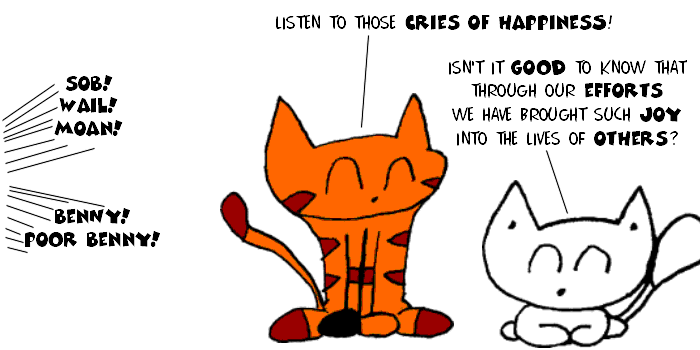 LISTEN TO THOSE CRIES OF HAPPINESS!
ISN'T IT GOOD TO KNOW THAT
THROUGH OUR EFFORTS
WE HAVE BROUGHT SUCH JOY
INTO THE LIVES OF OTHERS?
SOB!
WAIL!
MOAN!
BENNY!
POOR BENNY!